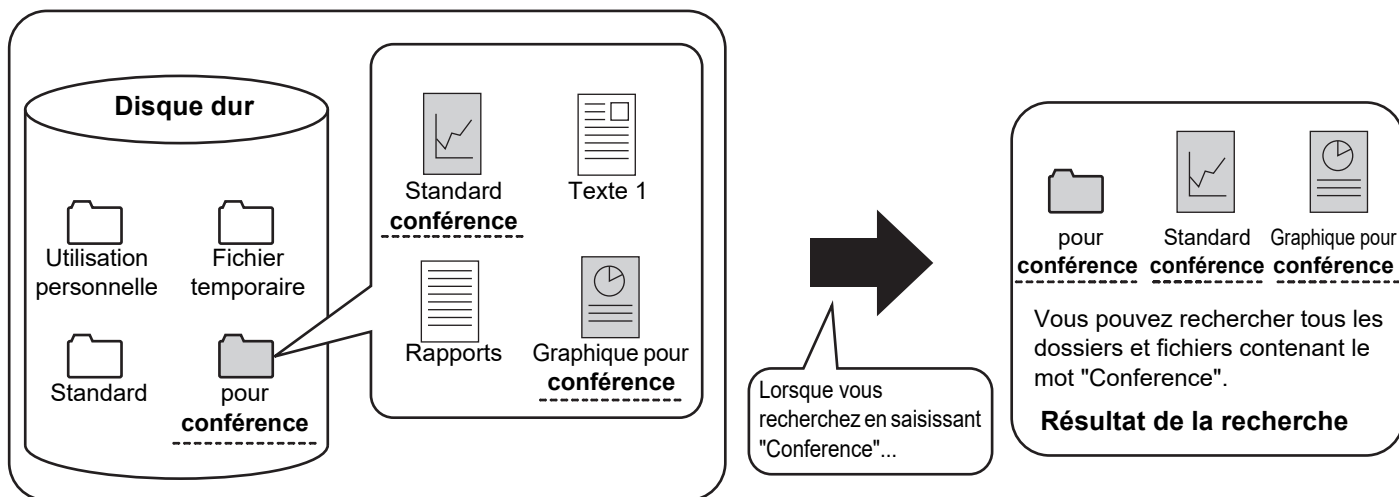 Disque dur
Utilisation
personnelle
Fichier
temporaire
Standard
pour
conférence
Standard
conférence
Texte 1
Rapports
Graphique pour
conférence
Lorsque vous
recherchez en saisissant
"Conference"...
pour
conférence
Standard
conférence
Graphique pour
conférence
Vous pouvez rechercher tous les
dossiers et fichiers contenant le
mot "Conference".
Résultat de la recherche